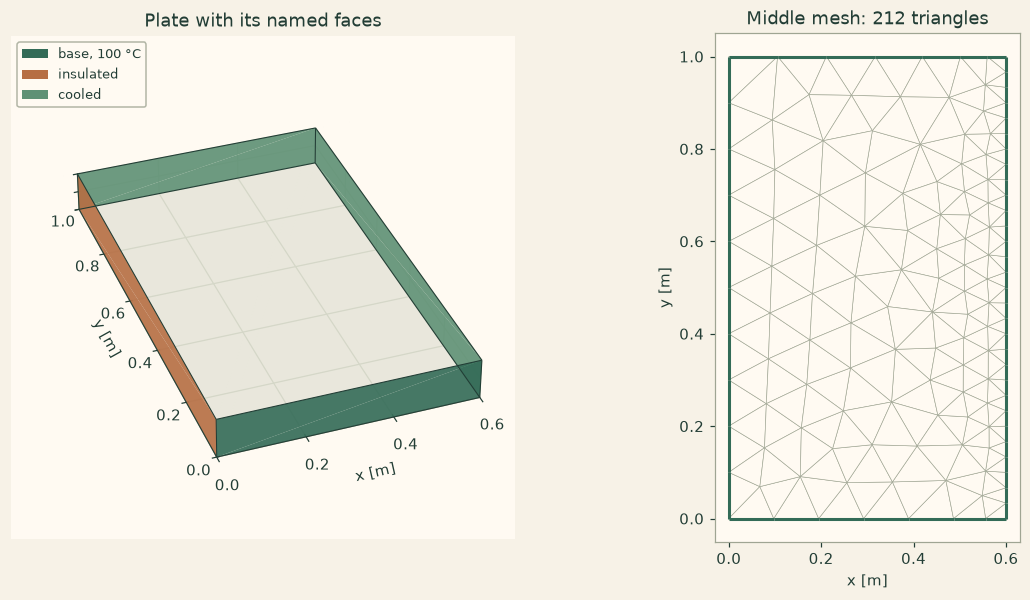 Plate with its named faces
base, 100 °C
insulated
cooled
1.0
0.8
0.6
0.4
0.2
0.0
y [m]
0.0
0.2
0.4
0.6
x [m]
Middle mesh: 212 triangles
1.0
0.8
0.6
0.4
0.2
0.0
y [m]
0.0
0.2
0.4
0.6
x [m]